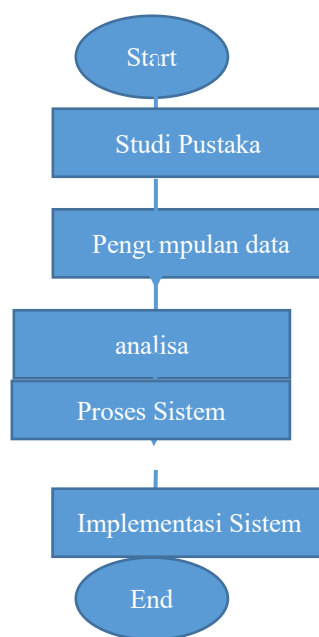 Start
Studi Pustaka
Pengumpulan data
analisa
Proses Sistem
Implementasi Sistem
End